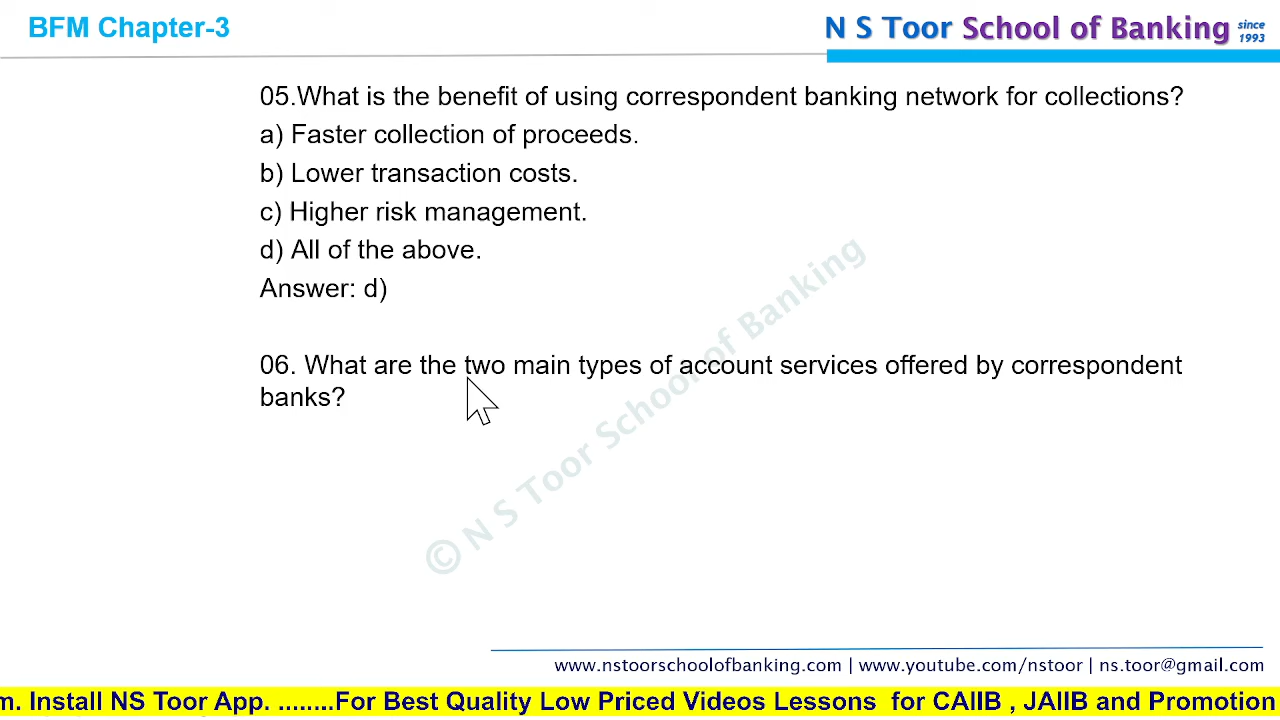 BFM Chapter-3
N S Toor School of Banking since 1993
05.What is the benefit of using correspondent banking network for collections?
a) Faster collection of proceeds.
b) Lower transaction costs.
c) Higher risk management.
d) All of the above.
Answer: d)
06. What are the two main types of account services offered by correspondent
banks?
© N S Toor School of Banking
www.nstoorschoolofbanking.com | www.youtube.com/nstoor | ns.toor@gmail.com
m. Install NS Toor App. ........For Best Quality Low Priced Videos Lessons for CAIIB , JAIIB and Promotion